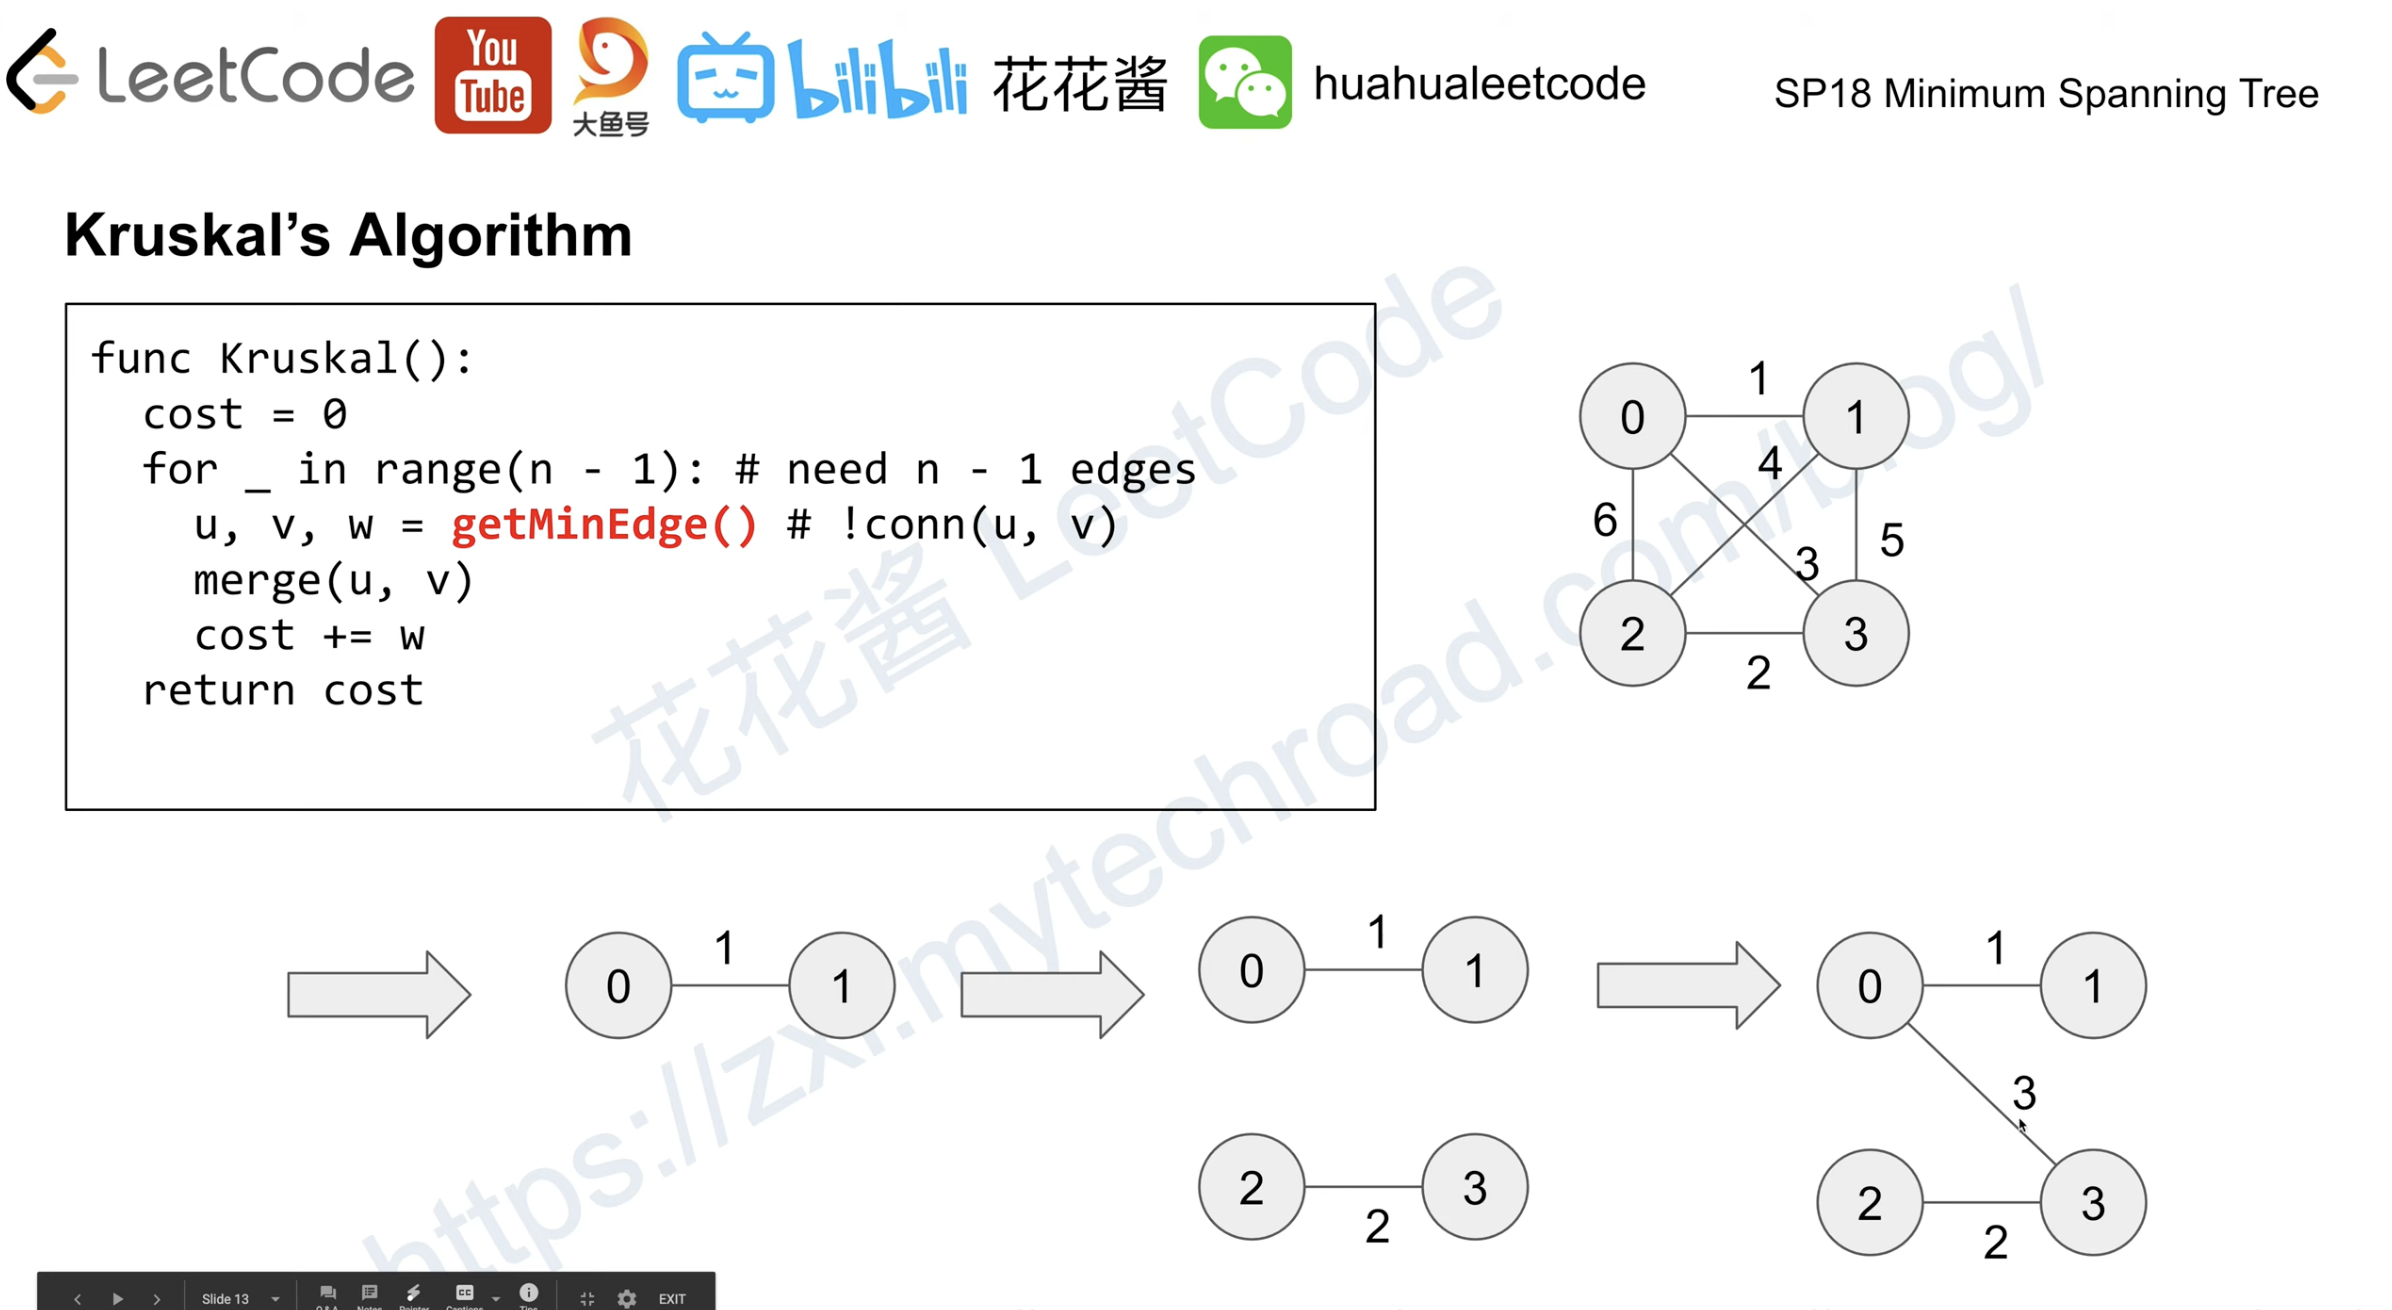 LeetCode
You
Tube
大鱼号
bilibili
花花酱
huahualeetcode
SP18 Minimum Spanning Tree
Kruskal’s Algorithm
func Kruskal():
cost = 0
for _ in range(n - 1): # need n - 1 edges
u, v, w = getMinEdge() # !conn(u, v)
merge(u, v)
cost += w
return cost
0
1
1
4
6
3
5
2
2
3
花花酱 LeetCode
https://zxi.mytechroad.com/blog/
0
1
1
0
1
1
2
2
3
0
1
1
3
2
2
3
Slide 13
CC
EXIT